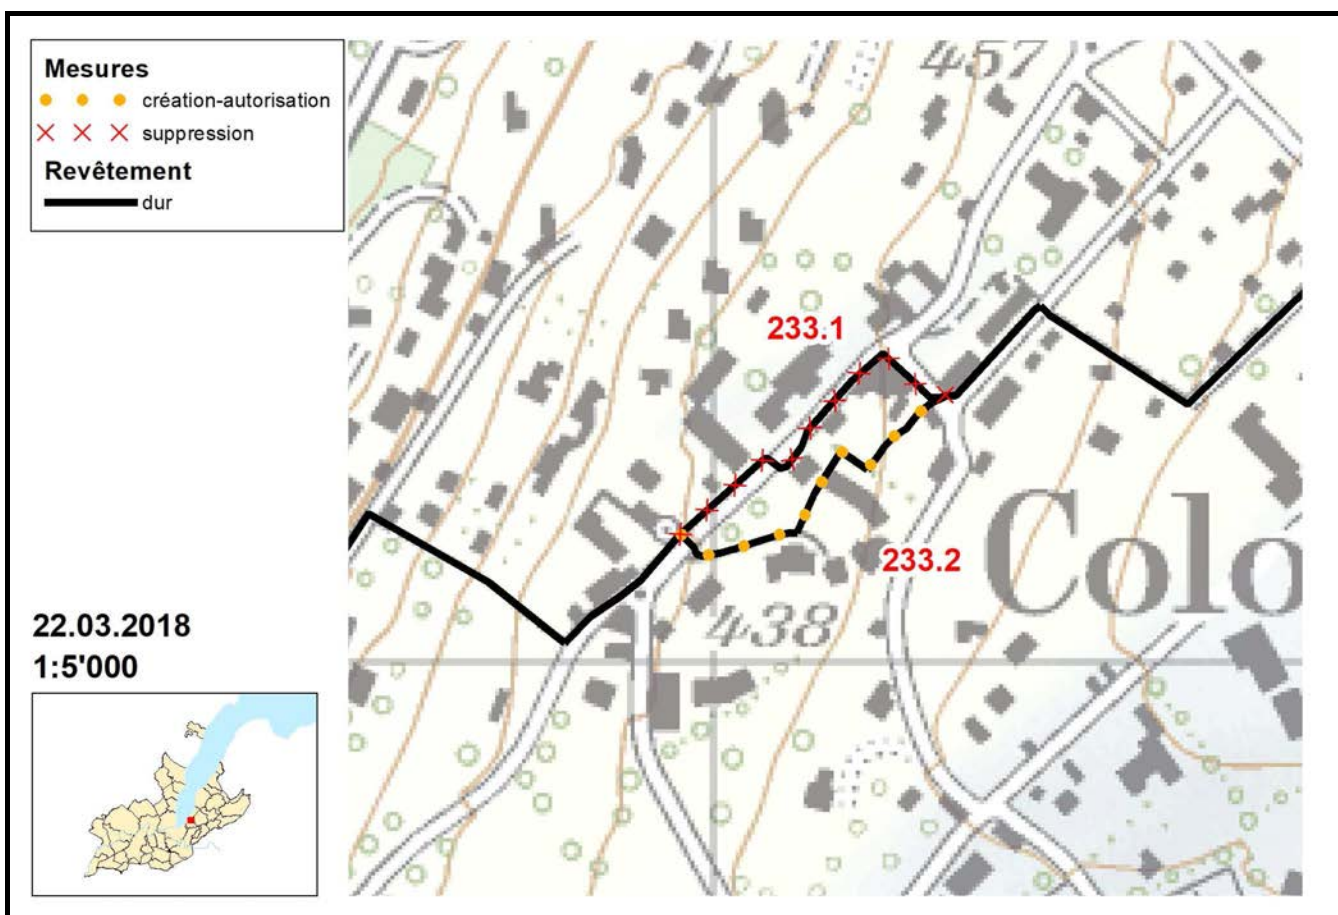 Mesures
création-autorisation
suppression
Revêtement
dur
457
233.1
233.2
Colo
438
22.03.2018
1:5'000